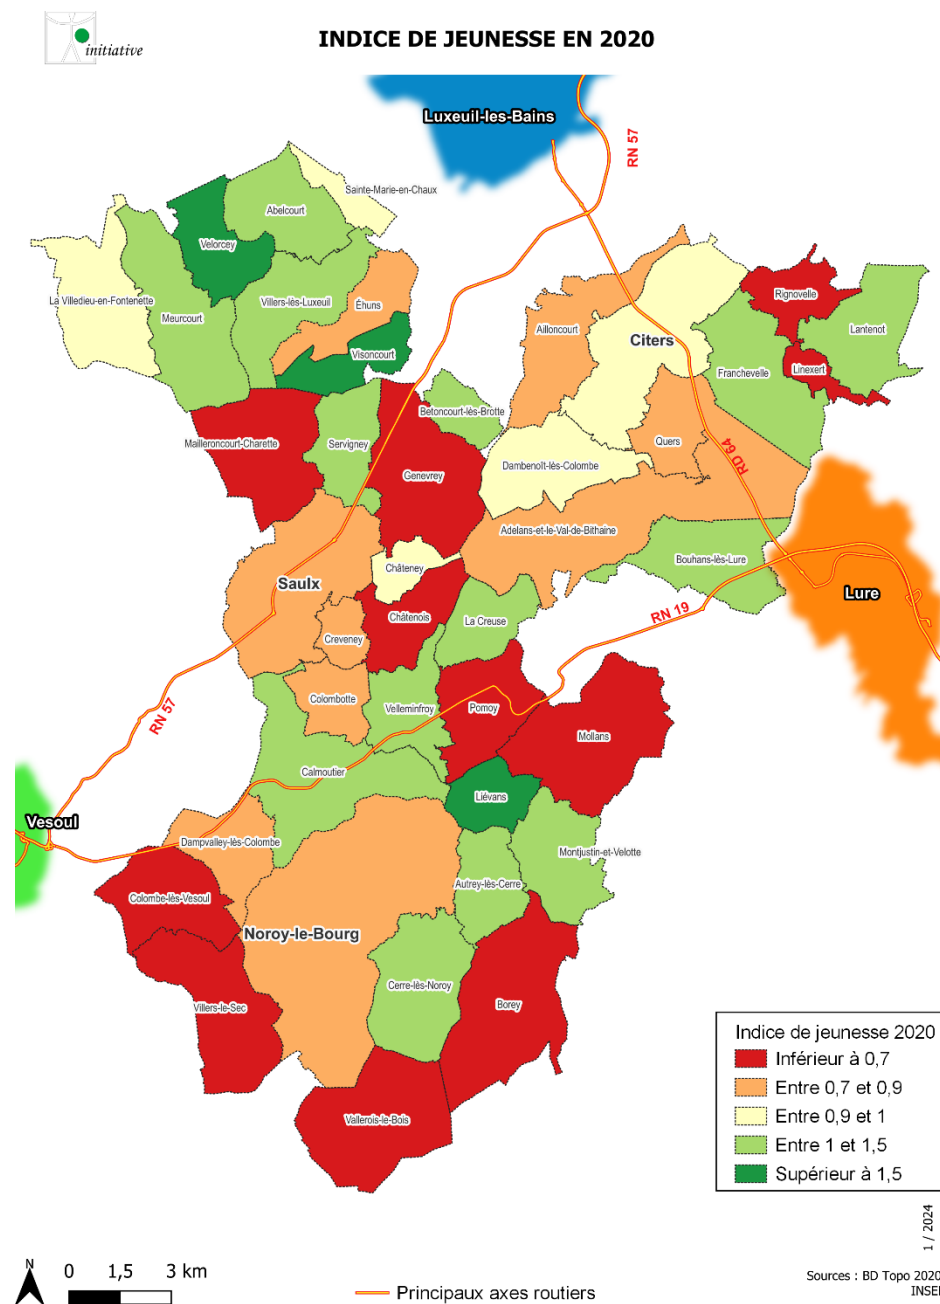 initiative
INDICE DE JEUNESSE EN 2020
Luxeuil-les-Bains
RN 57
Sainte-Marie-en-Chaux
Abelcourt
Velorcey
La Villedieu-en-Fontenette
Villers-lès-Luxeuil
Éhuns
Meurcourt
Rignovelle
Ailloncourt
Lantenot
Citers
Visoncourt
Linexert
Franchevelle
Betoncourt-lès-Brotte
Mailleroncourt-Charette
Servigney
Quers
RD 64
Genevrey
Dambenoît-lès-Colombe
Adelans-et-le-Val-de-Bithaine
Bouhans-lès-Lure
Châteney
Saulx
Lure
Châtenois
RN 19
La Creuse
Creveney
Colombotte
Velleminfroy
Pomoy
RN 57
Mollans
Calmoutier
Liévans
Vesoul
Dampvalley-lès-Colombe
Montjustin-et-Velotte
Autrey-lès-Cerre
Colombe-lès-Vesoul
Noroy-le-Bourg
Cerre-lès-Noroy
Villers-le-Sec
Borey
Vallerois-le-Bois
Indice de jeunesse 2020
Inférieur à 0,7
Entre 0,7 et 0,9
Entre 0,9 et 1
Entre 1 et 1,5
Supérieur à 1,5
1 / 2024
N
0 1,5 3 km
Principaux axes routiers
Sources : BD Topo 2020